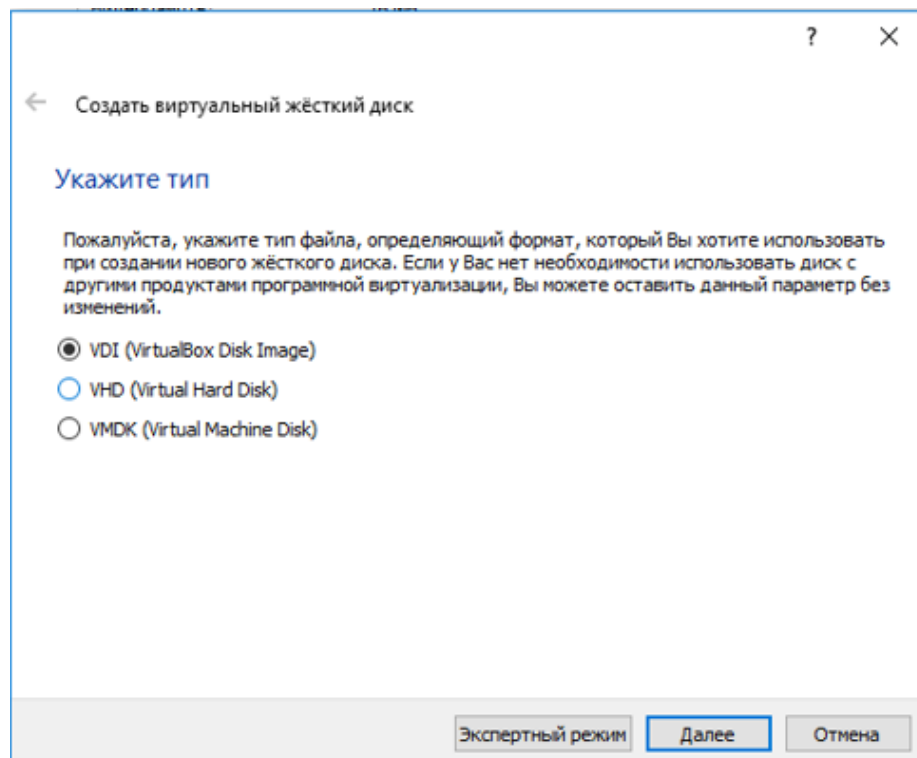 ?
Создать виртуальный жёсткий диск
Укажите тип
Пожалуйста, укажите тип файла, определяющий формат, который Вы хотите использовать
при создании нового жёсткого диска. Если у Вас нет необходимости использовать диск с
другими продуктами программной виртуализации, Вы можете оставить данный параметр без
изменений.
VDI (VirtualBox Disk Image)
VHD (Virtual Hard Disk)
VMDK (Virtual Machine Disk)
Экспертный режим Далее Отмена